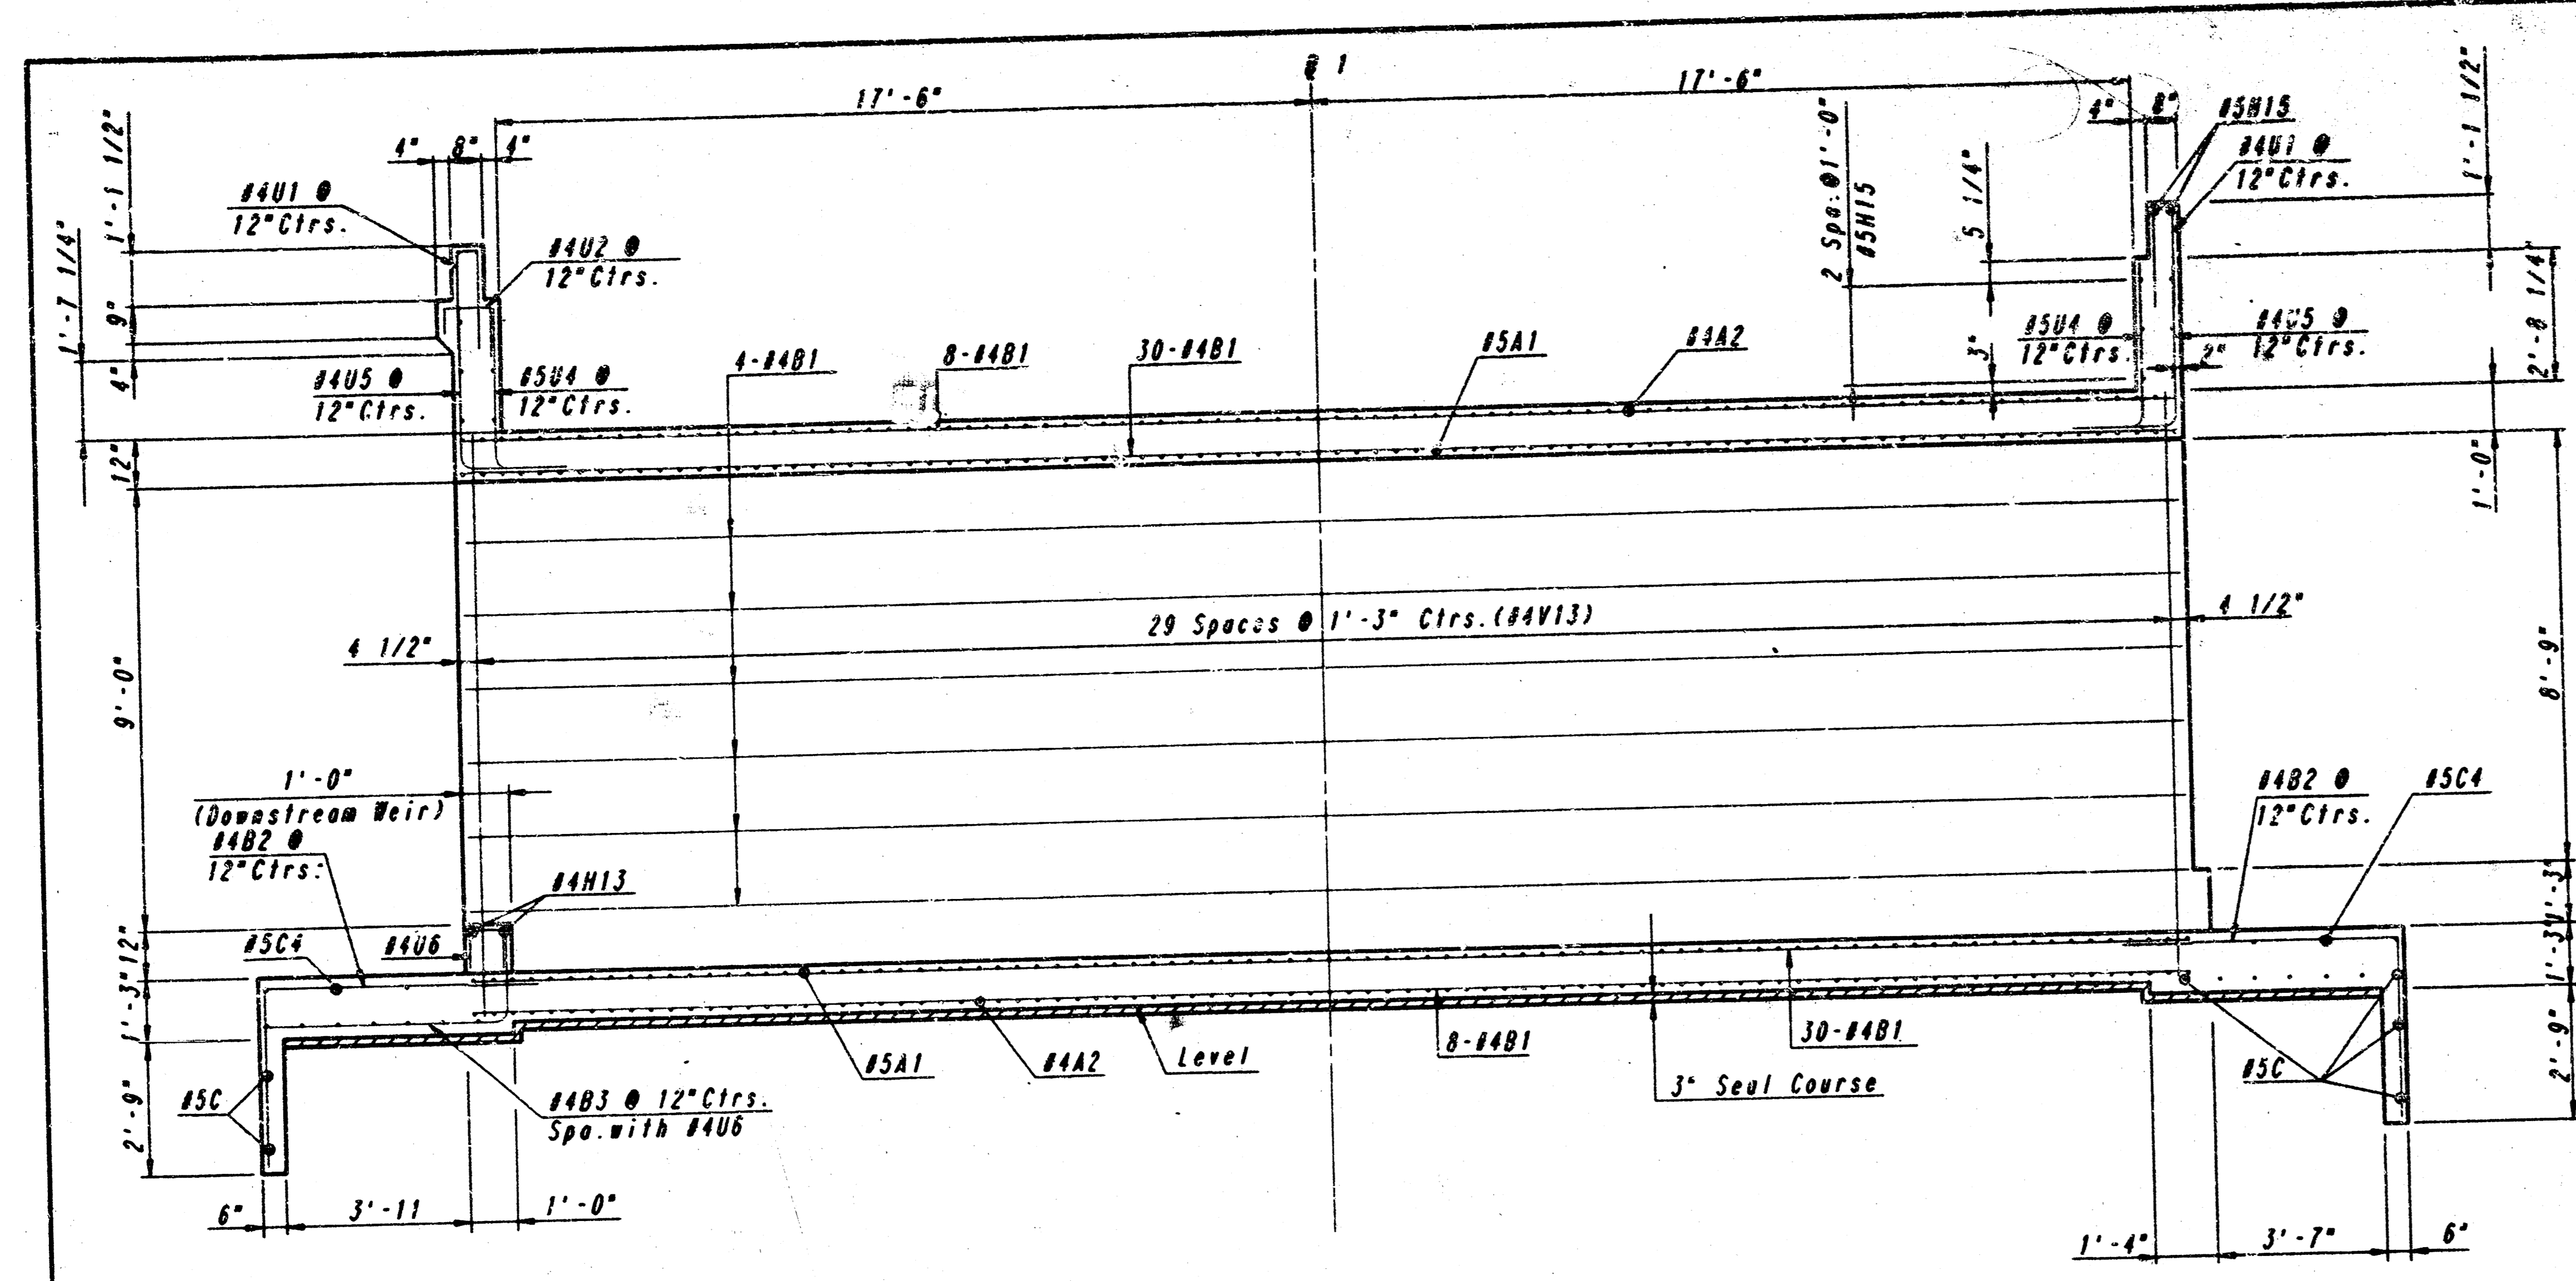 1
17'-6"
17'-6"
4"
8"
4"
4"
8"
#5H15
#4U1 @
12"Ctrs.
1'-1 1/2"
1'-1 1/2"
#4U1 @
12"Ctrs.
#4U2 @
12"Ctrs.
2 Spa.@1'-0"
#5H15
5 1/4"
3"
1'-7 1/4"
9"
4"
#4U5 @
12"Ctrs.
#5U4 @
12"Ctrs.
4-#4B1
8-#4B1
30-#4B1
#5A1
#4A2
#5U4 @
12"Ctrs.
#4U5 @
12"Ctrs.
2"
2'-8 1/4"
12"
1'-0"
29 Spaces @ 1'-3" Ctrs.(#4V13)
4 1/2"
4 1/2"
9'-0"
8'-9"
1'-0"
(Downstream Weir)
#4B2 @
12"Ctrs.
#4H13
#5C4
#4U6
#4B2 @
12"Ctrs.
#5C4
12"
1'-3"
2'-9"
1'-3"
1'-3"
2'-9"
#5C
#4B3 @ 12"Ctrs.
Spa.with #4U6
#5A1
#4A2
Level
8-#4B1
3" Seal Course
30-#4B1
#5C
6"
3'-11
1'-0"
1'-4"
3'-7"
6"